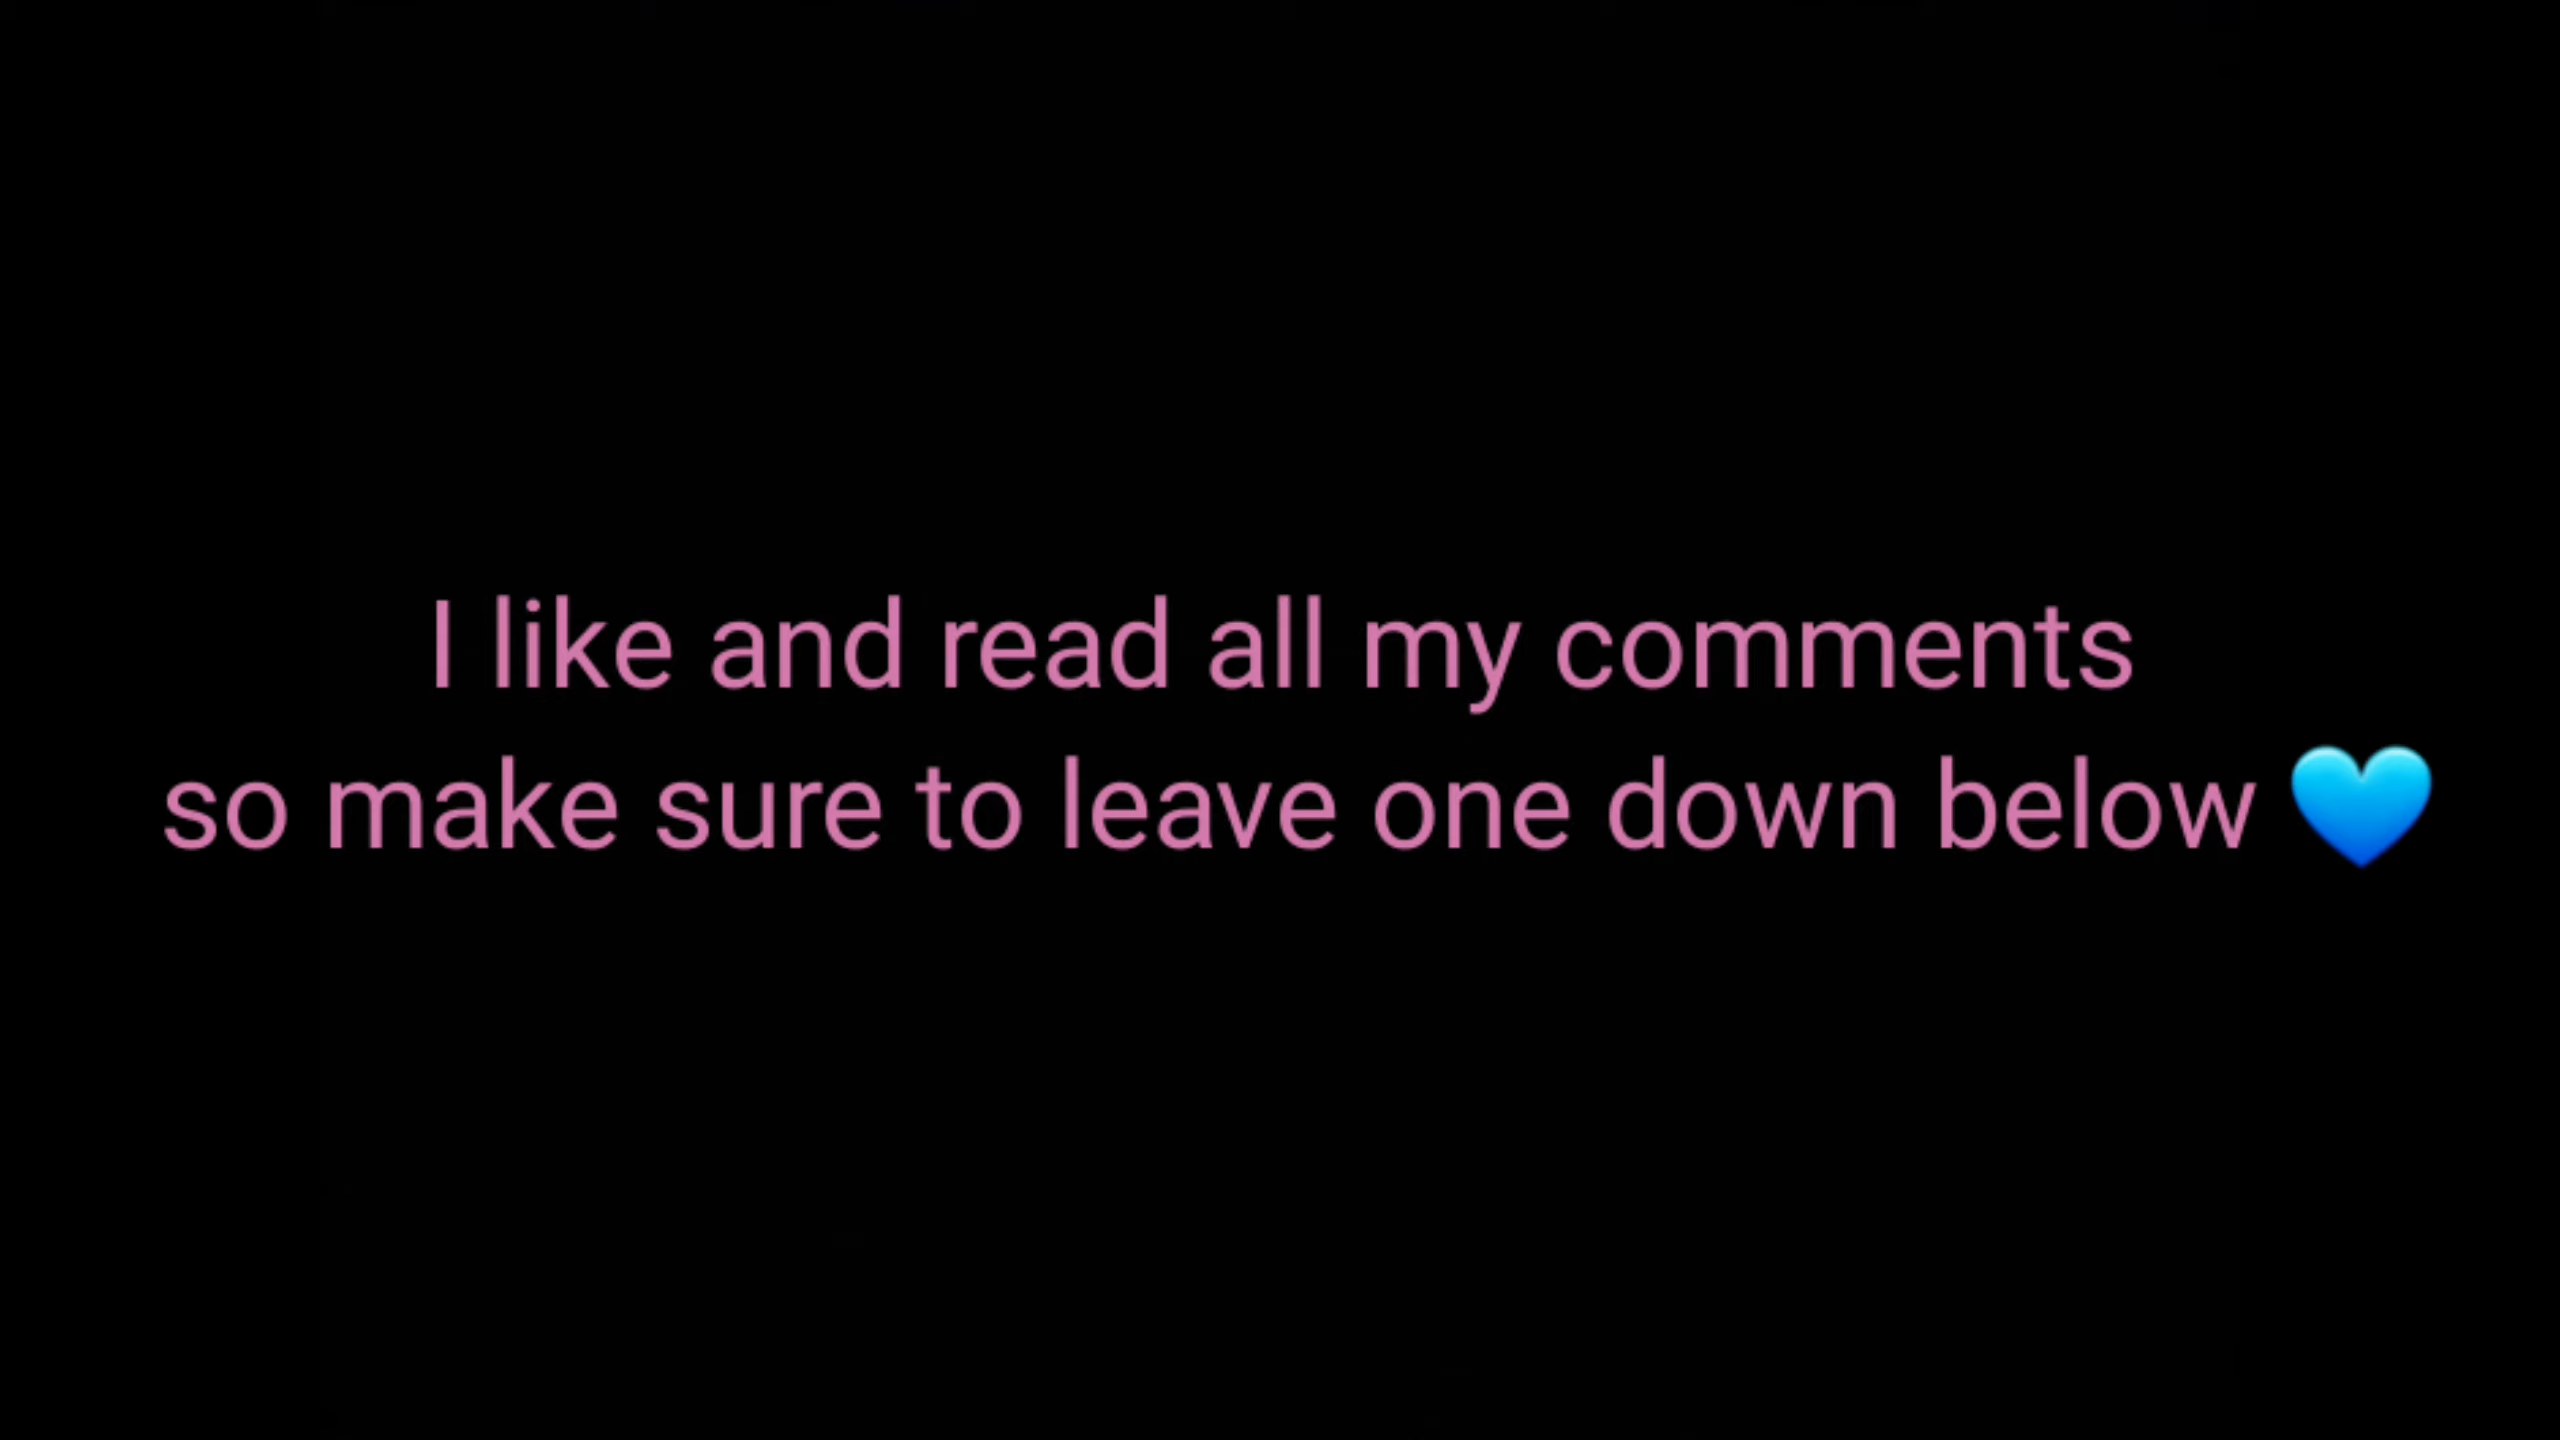 I like and read all my comments
so make sure to leave one down below 💙